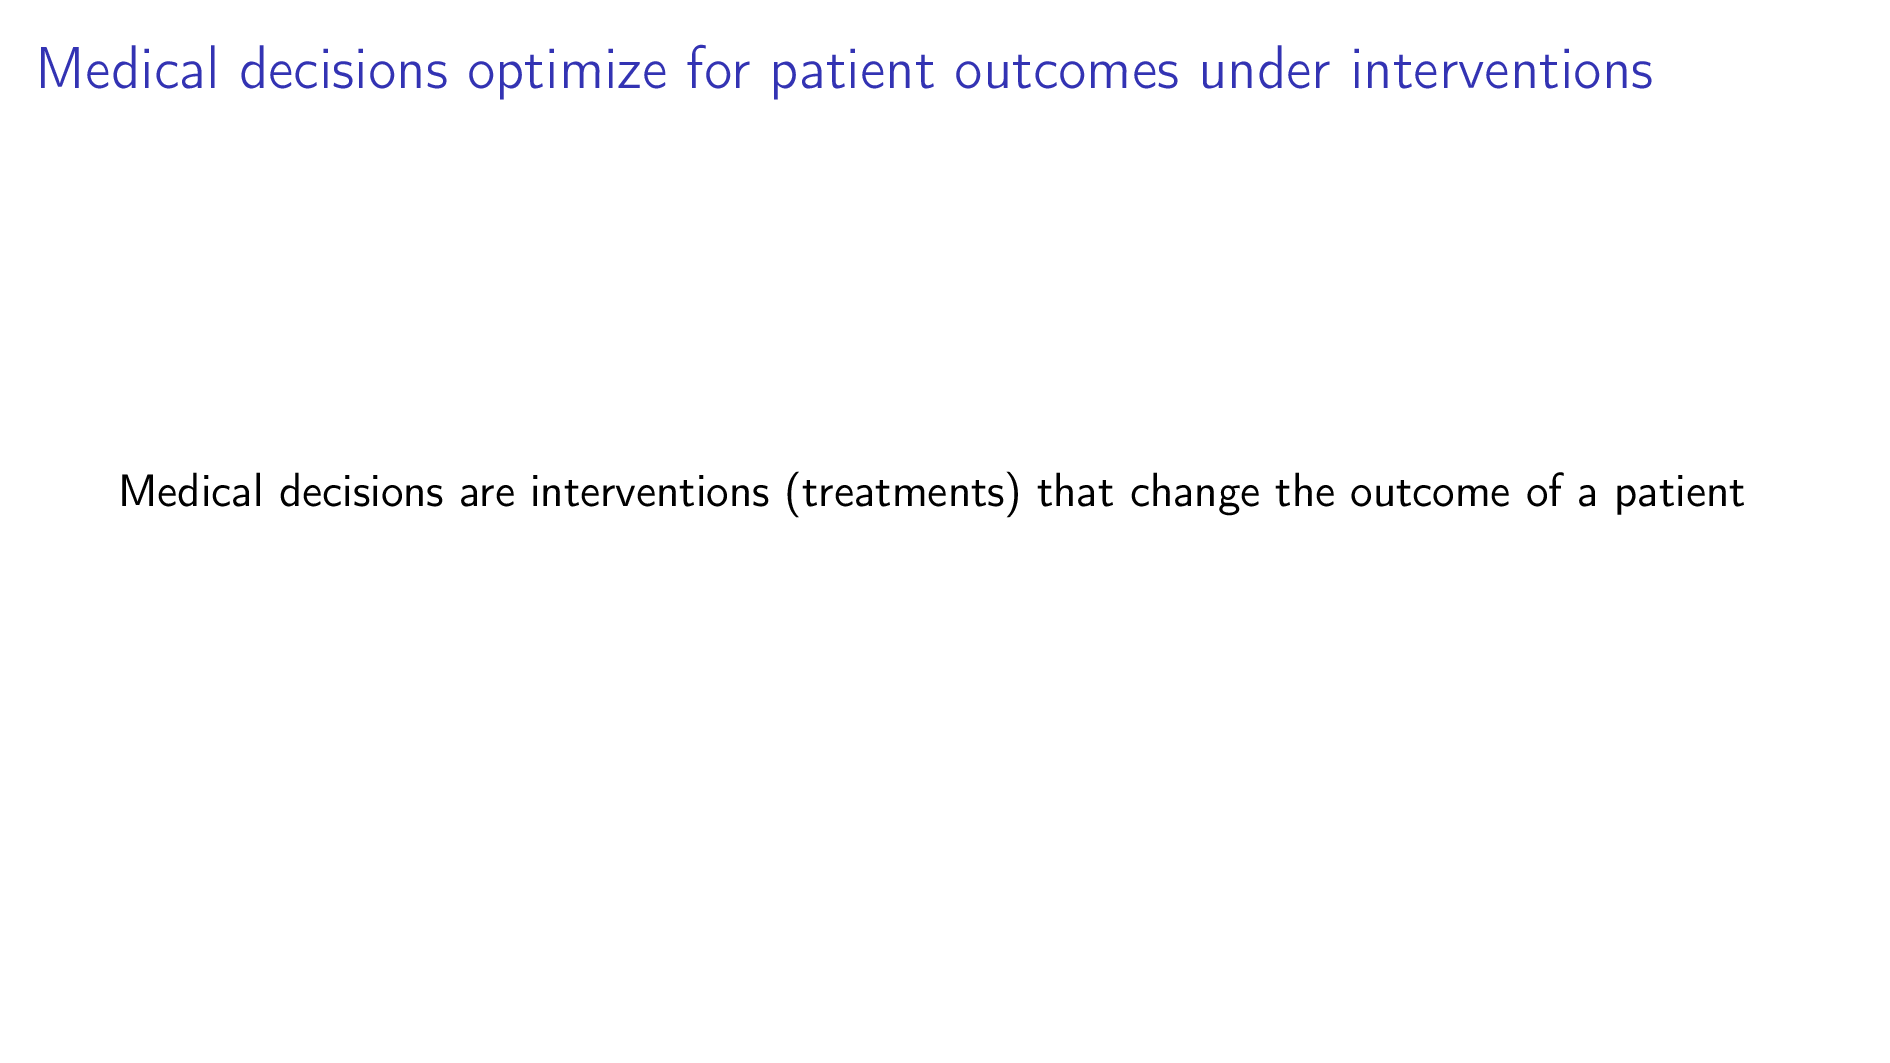 Medical decisions optimize for patient outcomes under interventions
Medical decisions are interventions (treatments) that change the outcome of a patient